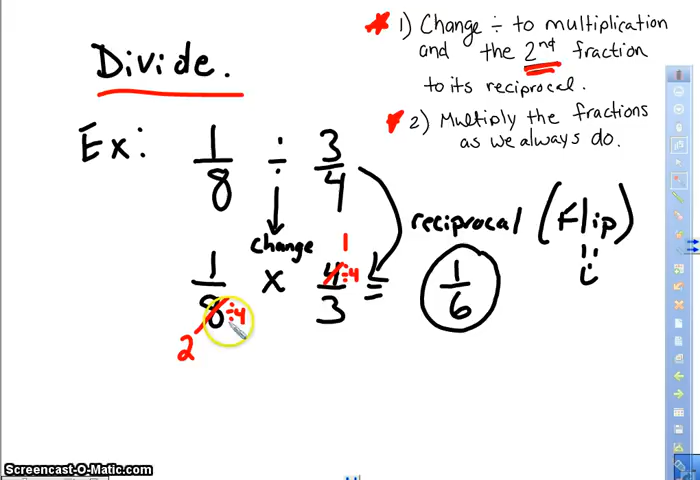 Divide.
★ 1) Change ÷ to multiplication
and the 2nd fraction
to its reciprocal.
★ 2) Multiply the fractions
as we always do.
Ex: 1/8 ÷ 3/4
reciprocal (Flip)
change
1/8 x 4/3 = 1/6
1
÷4
÷4
2
Screencast-O-Matic.com